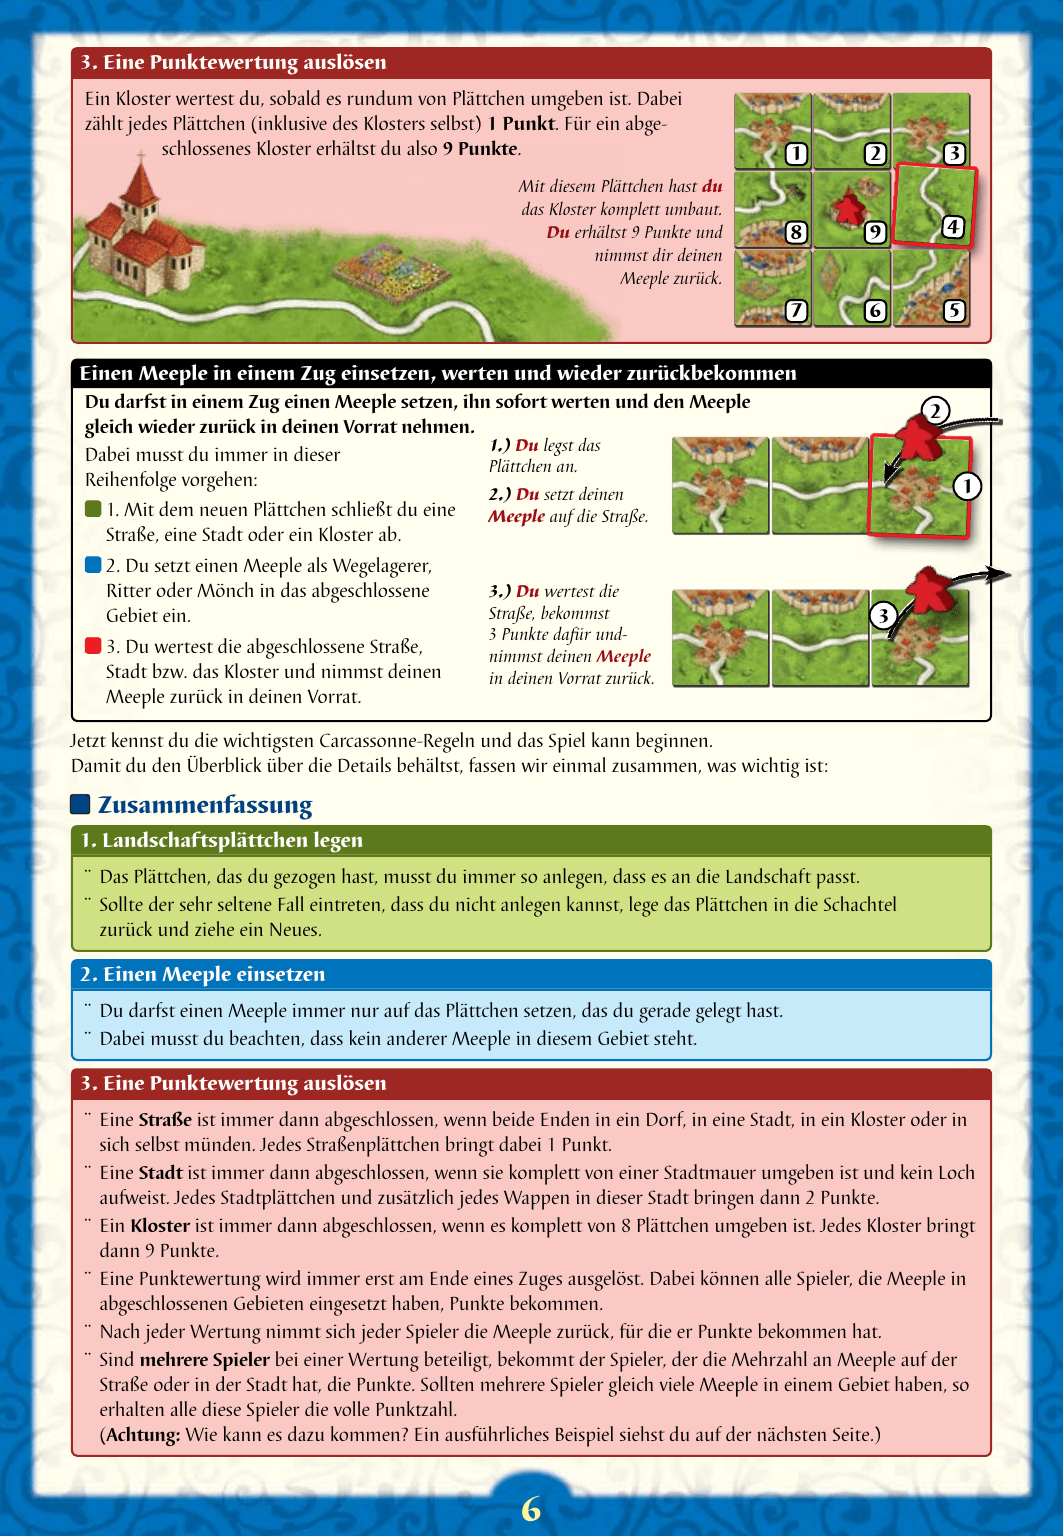 3. Eine Punktewertung auslösen
Ein Kloster wertest du, sobald es rundum von Plättchen umgeben ist. Dabei
zählt jedes Plättchen (inklusive des Klosters selbst) 1 Punkt. Für ein abge-
schlossenes Kloster erhältst du also 9 Punkte.
Mit diesem Plättchen hast du
das Kloster komplett umbaut.
Du erhältst 9 Punkte und
nimmst dir deinen
Meeple zurück.
1 2 3
8 9 4
7 6 5
Einen Meeple in einem Zug einsetzen, werten und wieder zurückbekommen
Du darfst in einem Zug einen Meeple setzen, ihn sofort werten und den Meeple
gleich wieder zurück in deinen Vorrat nehmen.
Dabei musst du immer in dieser
Reihenfolge vorgehen:
1. Mit dem neuen Plättchen schließt du eine
Straße, eine Stadt oder ein Kloster ab.
2. Du setzt einen Meeple als Wegelagerer,
Ritter oder Mönch in das abgeschlossene
Gebiet ein.
3. Du wertest die abgeschlossene Straße,
Stadt bzw. das Kloster und nimmst deinen
Meeple zurück in deinen Vorrat.
1.) Du legst das
Plättchen an.
2.) Du setzt deinen
Meeple auf die Straße.
2
1
3.) Du wertest die
Straße, bekommst
3 Punkte dafür und-
nimmst deinen Meeple
in deinen Vorrat zurück.
3
Jetzt kennst du die wichtigsten Carcassonne-Regeln und das Spiel kann beginnen.
Damit du den Überblick über die Details behältst, fassen wir einmal zusammen, was wichtig ist:
Zusammenfassung
1. Landschaftsplättchen legen
¨ Das Plättchen, das du gezogen hast, musst du immer so anlegen, dass es an die Landschaft passt.
¨ Sollte der sehr seltene Fall eintreten, dass du nicht anlegen kannst, lege das Plättchen in die Schachtel
zurück und ziehe ein Neues.
2. Einen Meeple einsetzen
¨ Du darfst einen Meeple immer nur auf das Plättchen setzen, das du gerade gelegt hast.
¨ Dabei musst du beachten, dass kein anderer Meeple in diesem Gebiet steht.
3. Eine Punktewertung auslösen
¨ Eine Straße ist immer dann abgeschlossen, wenn beide Enden in ein Dorf, in eine Stadt, in ein Kloster oder in
sich selbst münden. Jedes Straßenplättchen bringt dabei 1 Punkt.
¨ Eine Stadt ist immer dann abgeschlossen, wenn sie komplett von einer Stadtmauer umgeben ist und kein Loch
aufweist. Jedes Stadtplättchen und zusätzlich jedes Wappen in dieser Stadt bringen dann 2 Punkte.
¨ Ein Kloster ist immer dann abgeschlossen, wenn es komplett von 8 Plättchen umgeben ist. Jedes Kloster bringt
dann 9 Punkte.
¨ Eine Punktewertung wird immer erst am Ende eines Zuges ausgelöst. Dabei können alle Spieler, die Meeple in
abgeschlossenen Gebieten eingesetzt haben, Punkte bekommen.
¨ Nach jeder Wertung nimmt sich jeder Spieler die Meeple zurück, für die er Punkte bekommen hat.
¨ Sind mehrere Spieler bei einer Wertung beteiligt, bekommt der Spieler, der die Mehrzahl an Meeple auf der
Straße oder in der Stadt hat, die Punkte. Sollten mehrere Spieler gleich viele Meeple in einem Gebiet haben, so
erhalten alle diese Spieler die volle Punktzahl.
(Achtung: Wie kann es dazu kommen? Ein ausführliches Beispiel siehst du auf der nächsten Seite.)
6